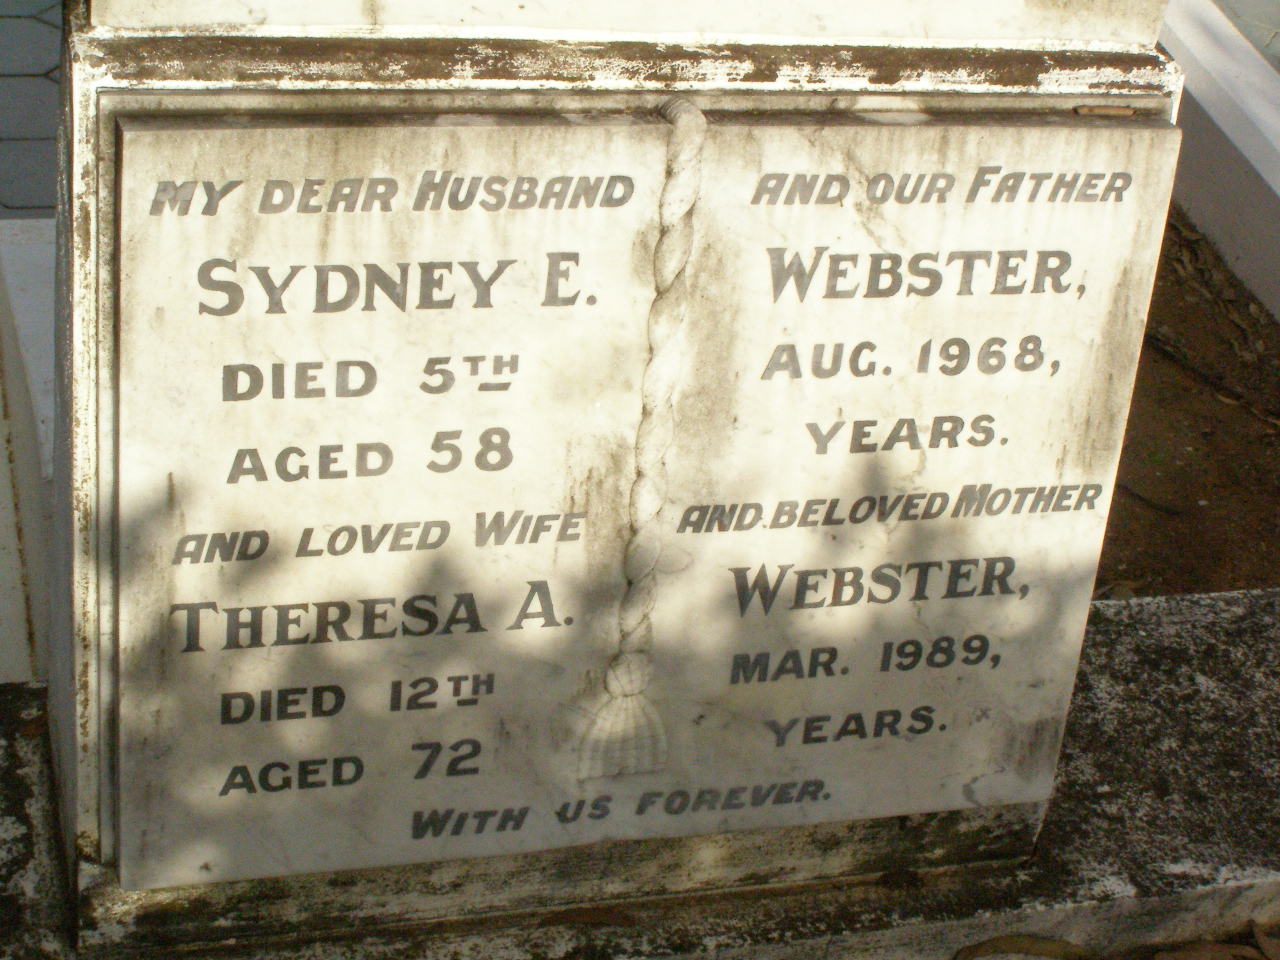 My dear Husband and our Father
Sydney E. Webster,
died 5TH Aug. 1968,
aged 58 years.
and loved Wife and beloved Mother
Theresa A. Webster,
died 12TH Mar. 1989,
aged 72 years.
With us forever.